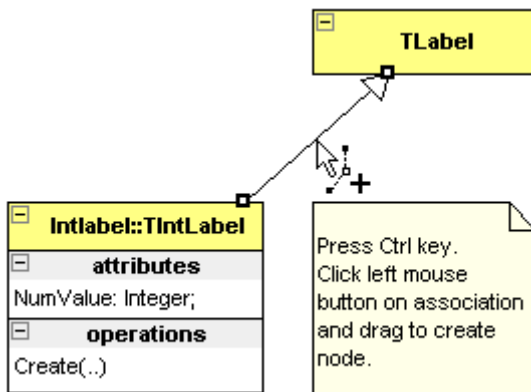 TLabel
Intlabel::TIntLabel
attributes
NumValue: Integer;
operations
Create(..)
Press Ctrl key.
Click left mouse
button on association
and drag to create
node.